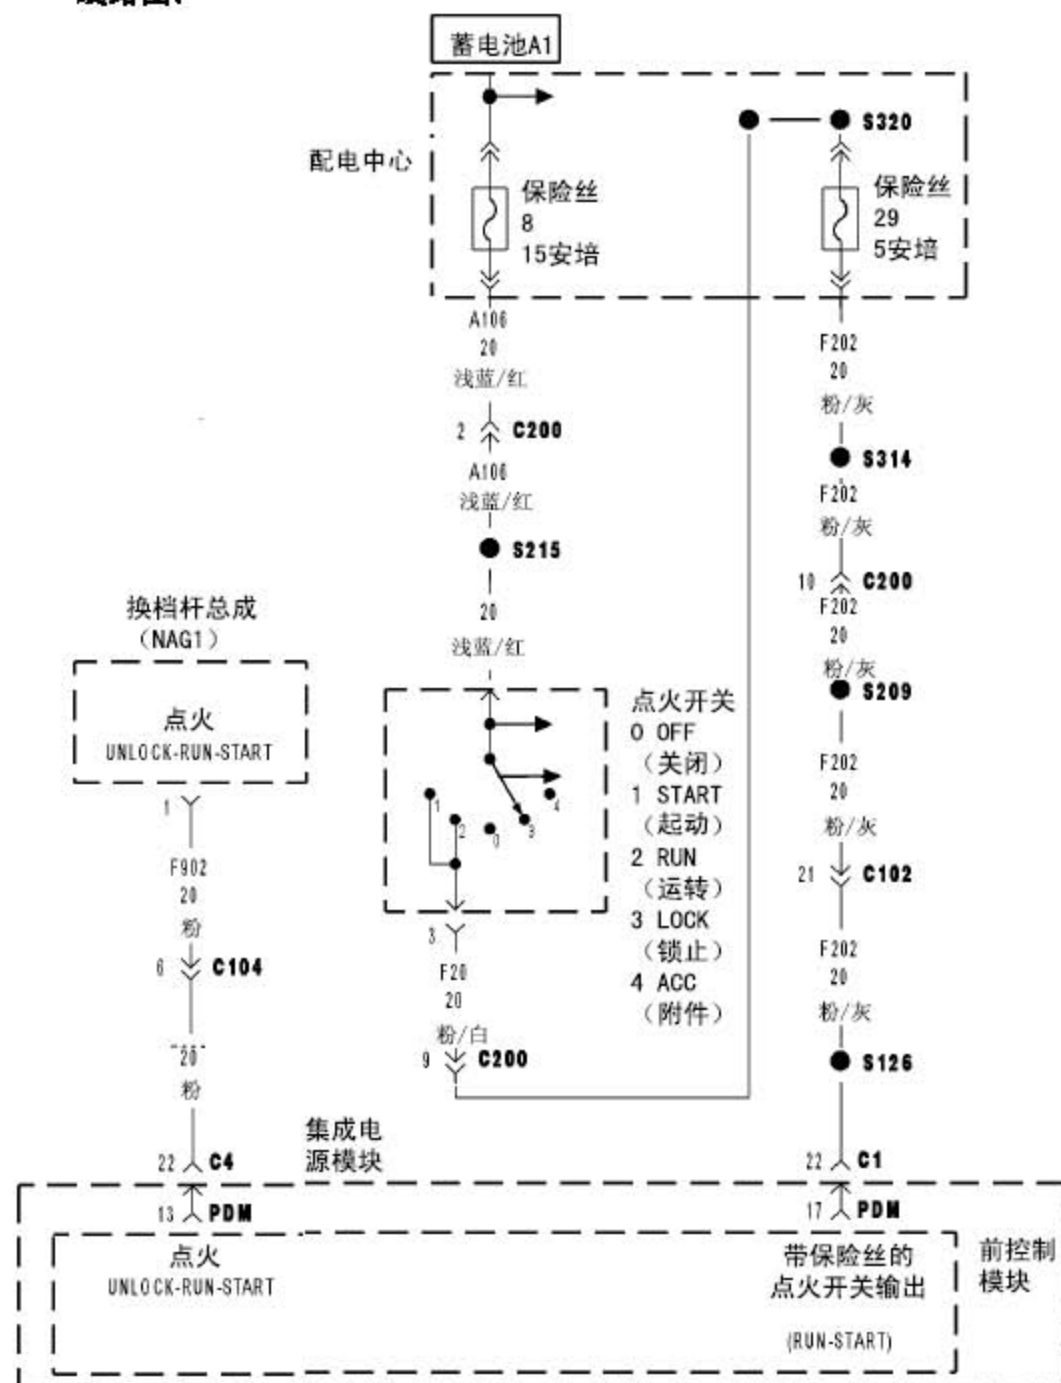 蓄电池A1
配电中心
S320
保险丝
8
15安培
保险丝
29
5安培
A106
20
浅蓝/红
2
C200
A106
浅蓝/红
S215
20
浅蓝/红
F202
20
粉/灰
S314
F202
粉/灰
10
C200
F202
20
粉/灰
S209
F202
20
粉/灰
21
C102
F202
20
粉/灰
S126
22
C1
17
PDM
换档杆总成
（NAG1）
点火
UNLOCK-RUN-START
1
F902
20
粉
6
C104
20
粉
22
C4
13
PDM
点火开关
0 OFF
（关闭）
1 START
（起动）
2 RUN
（运转）
3 LOCK
（锁止）
4 ACC
（附件）
1
2
0
3
4
3
F20
20
粉/白
9
C200
集成电
源模块
点火
UNLOCK-RUN-START
带保险丝的
点火开关输出
(RUN-START)
前控制
模块